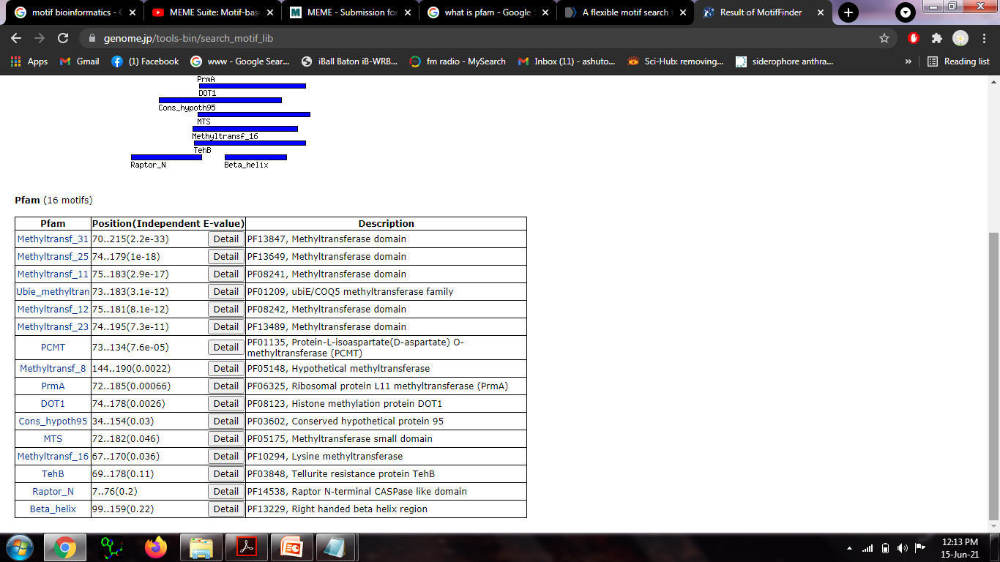 motif bioinformatics - G
MEME Suite: Motif-bas
MEME - Submission for
what is pfam - Google S
A flexible motif search t
Result of MotifFinder
genome.jp/tools-bin/search_motif_lib
Apps
Gmail
(1) Facebook
www - Google Sear...
iBall Baton iB-WRB...
fm radio - MySearch
Inbox (11) - ashuto...
Sci-Hub: removing...
siderophore anthra...
»
Reading list
PrmA
DOT1
Cons_hypoth95
MTS
Methyltransf_16
TehB
Raptor_N Beta_helix
Pfam (16 motifs)
Pfam Position(Independent E-value) Description
Methyltransf_31 70..215(2.2e-33) Detail PF13847, Methyltransferase domain
Methyltransf_25 74..179(1e-18) Detail PF13649, Methyltransferase domain
Methyltransf_11 75..183(2.9e-17) Detail PF08241, Methyltransferase domain
Ubie_methyltran 73..183(3.1e-12) Detail PF01209, ubiE/COQ5 methyltransferase family
Methyltransf_12 75..181(8.1e-12) Detail PF08242, Methyltransferase domain
Methyltransf_23 74..195(7.3e-11) Detail PF13489, Methyltransferase domain
PCMT 73..134(7.6e-05) Detail PF01135, Protein-L-isoaspartate(D-aspartate) O-
methyltransferase (PCMT)
Methyltransf_8 144..190(0.0022) Detail PF05148, Hypothetical methyltransferase
PrmA 72..185(0.00066) Detail PF06325, Ribosomal protein L11 methyltransferase (PrmA)
DOT1 74..178(0.0026) Detail PF08123, Histone methylation protein DOT1
Cons_hypoth95 34..154(0.03) Detail PF03602, Conserved hypothetical protein 95
MTS 72..182(0.046) Detail PF05175, Methyltransferase small domain
Methyltransf_16 67..170(0.036) Detail PF10294, Lysine methyltransferase
TehB 69..178(0.11) Detail PF03848, Tellurite resistance protein TehB
Raptor_N 7..76(0.2) Detail PF14538, Raptor N-terminal CASPase like domain
Beta_helix 99..159(0.22) Detail PF13229, Right handed beta helix region
12:13 PM
15-Jun-21